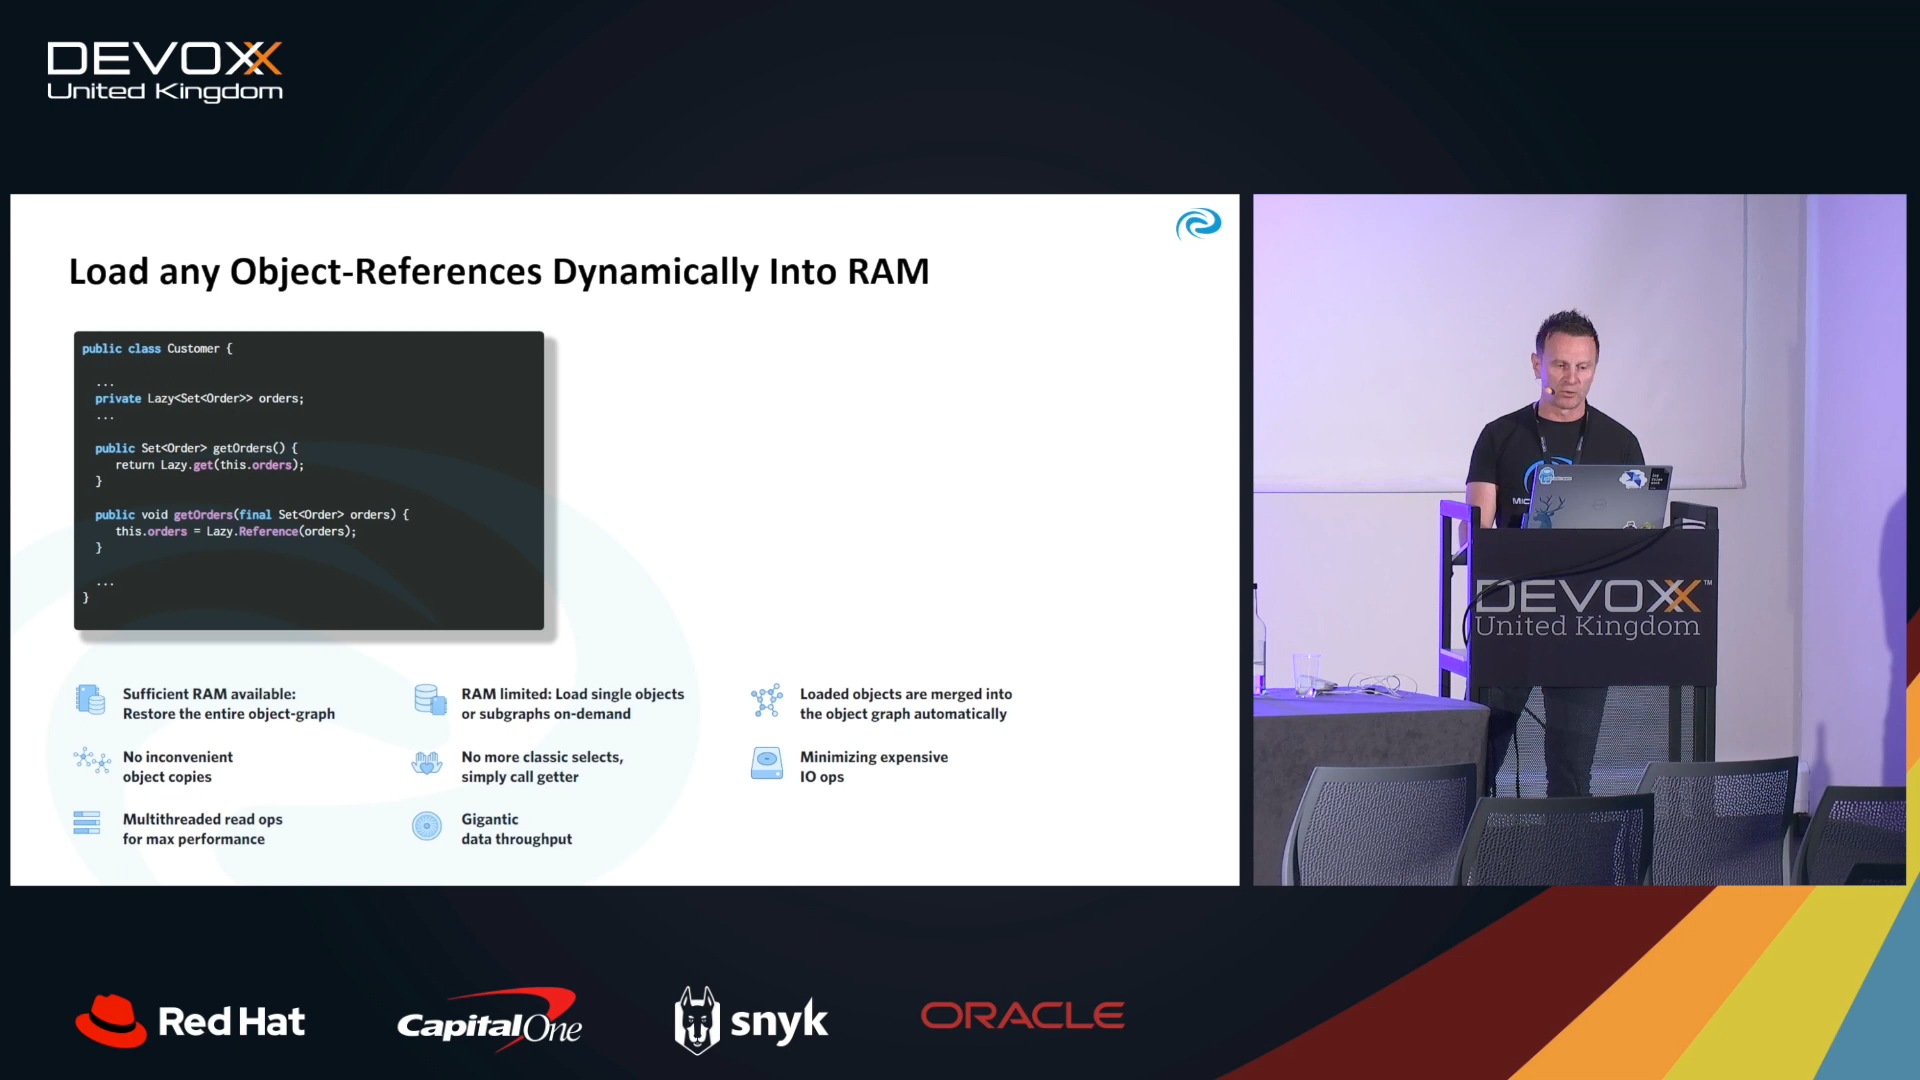 DEVOXX
United Kingdom
Load any Object-References Dynamically Into RAM
public class Customer {
...
private Lazy<Set<Order>> orders;
...
public Set<Order> getOrders() {
return Lazy.get(this.orders);
}
public void getOrders(final Set<Order> orders) {
this.orders = Lazy.Reference(orders);
}
...
}
Sufficient RAM available:
Restore the entire object-graph
RAM limited: Load single objects
or subgraphs on-demand
Loaded objects are merged into
the object graph automatically
No inconvenient
object copies
No more classic selects,
simply call getter
Minimizing expensive
IO ops
Multithreaded read ops
for max performance
Gigantic
data throughput
MIC
DEVOXX™
United Kingdom
Red Hat
Capital One
snyk
ORACLE